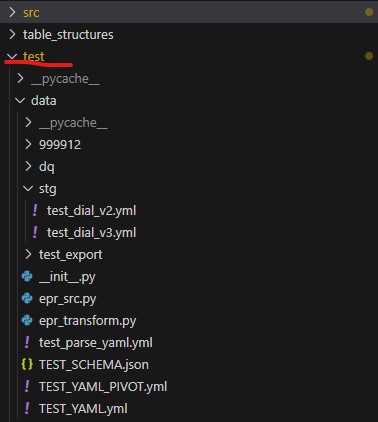 src
table_structures
test
__pycache__
data
__pycache__
999912
dq
stg
! test_dial_v2.yml
! test_dial_v3.yml
test_export
__init__.py
epr_src.py
epr_transform.py
! test_parse_yaml.yml
{} TEST_SCHEMA.json
! TEST_YAML_PIVOT.yml
! TEST_YAML.yml